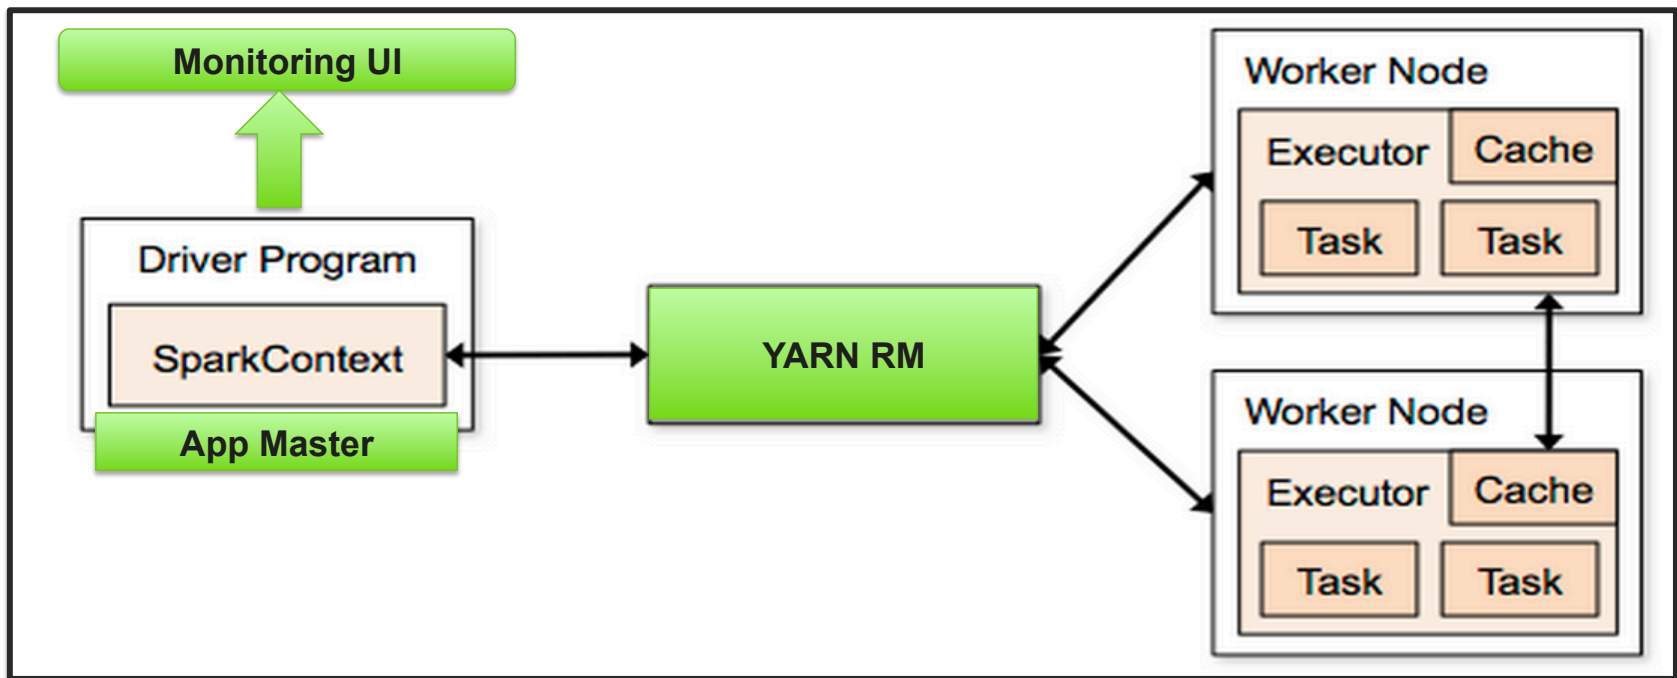 Monitoring UI
Driver Program
SparkContext
App Master
YARN RM
Worker Node
Executor
Cache
Task
Task
Worker Node
Executor
Cache
Task
Task